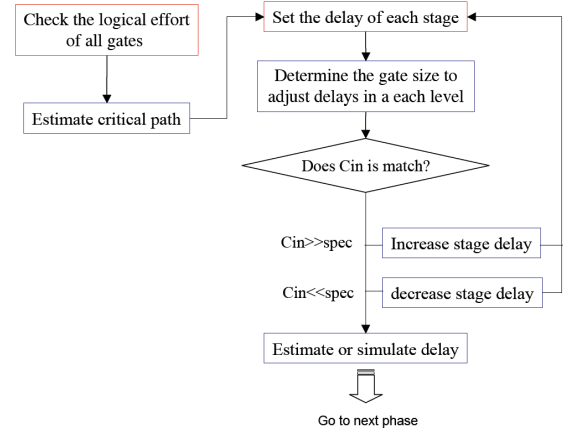 Check the logical effort
of all gates
Estimate critical path
Set the delay of each stage
Determine the gate size to
adjust delays in a each level
Does Cin is match?
Cin>>spec
Increase stage delay
Cin<<spec
decrease stage delay
Estimate or simulate delay
Go to next phase